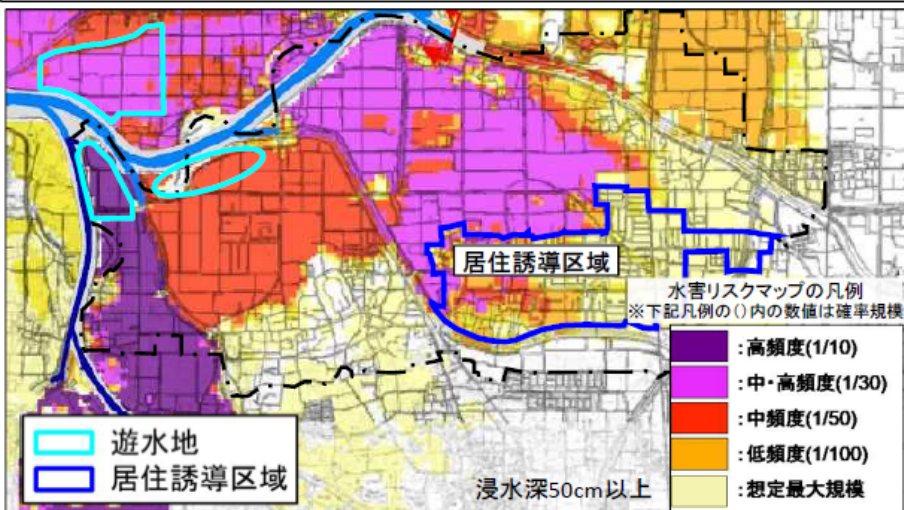 居住誘導区域
水害リスクマップの凡例
※下記凡例の()内の数値は確率規模
:高頻度(1/10)
:中・高頻度(1/30)
:中頻度(1/50)
:低頻度(1/100)
:想定最大規模
遊水地
居住誘導区域
浸水深50cm以上